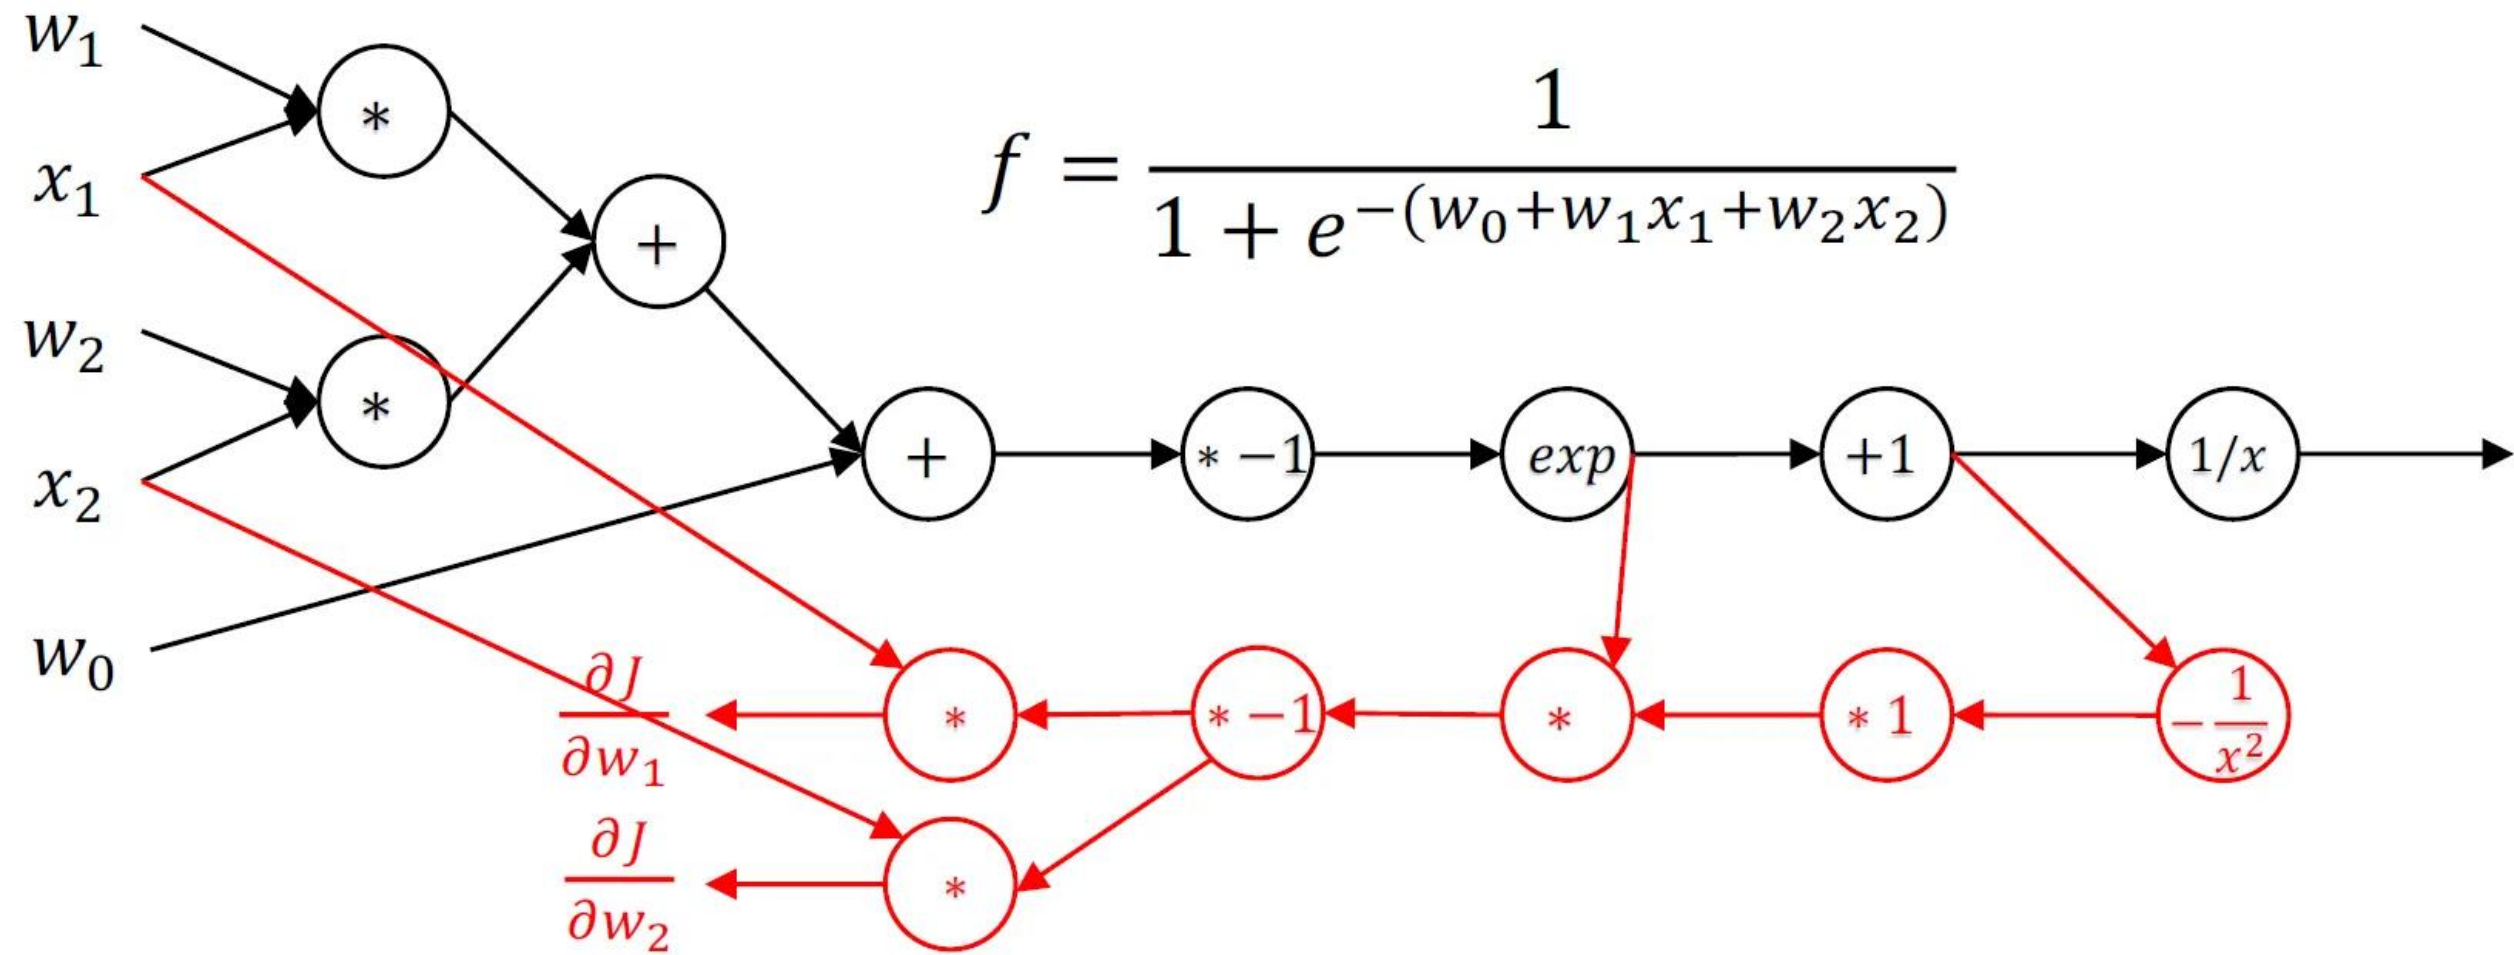 w₁
*
x₁
f = 1 / (1 + e^−(w₀+w₁x₁+w₂x₂))
+
w₂
*
x₂
+ * −1 exp +1 1/x
w₀
∂J/∂w₁ * * −1 * * 1 −1/x²
∂J/∂w₂ *